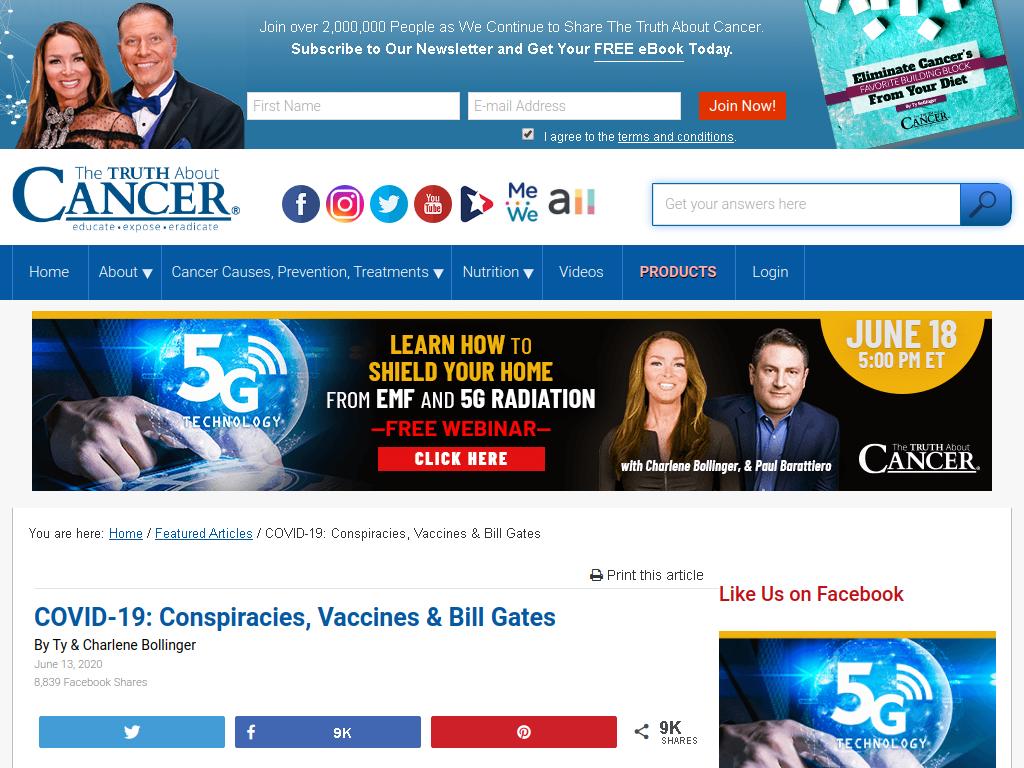 Join over 2,000,000 People as We Continue to Share The Truth About Cancer.
Subscribe to Our Newsletter and Get Your FREE eBook Today.
First Name
E-mail Address
Join Now!
I agree to the terms and conditions.
Eliminate Cancer's
FAVORITE BUILDING BLOCK
From Your Diet
By Ty Bollinger
CANCER
The TRUTH About
CANCER®
educate • expose • eradicate
You
Tube
Me
We
all
Get your answers here
Home
About ▼
Cancer Causes, Prevention, Treatments ▼
Nutrition ▼
Videos
PRODUCTS
Login
5G
TECHNOLOGY
LEARN HOW TO
SHIELD YOUR HOME
FROM EMF AND 5G RADIATION
—FREE WEBINAR—
CLICK HERE
with Charlene Bollinger, & Paul Barattiero
JUNE 18
5:00 PM ET
The TRUTH About
CANCER
You are here: Home / Featured Articles / COVID-19: Conspiracies, Vaccines & Bill Gates
Print this article
COVID-19: Conspiracies, Vaccines & Bill Gates
By Ty & Charlene Bollinger
June 13, 2020
8,839 Facebook Shares
9K
9K
SHARES
Like Us on Facebook
5G
TECHNOLOGY